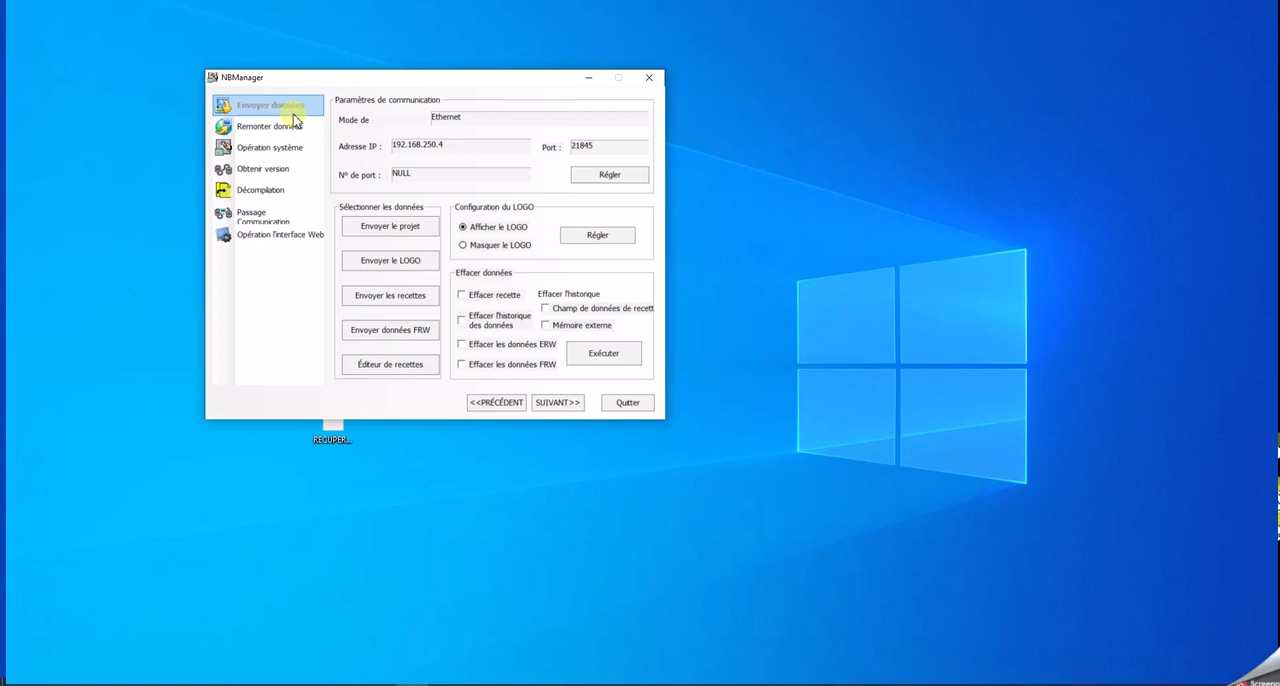 NBManager
Envoyer données
Remonter données
Opération système
Obtenir version
Décompilation
Passage
Communication
Opération l'interface Web
Paramètres de communication
Mode de
Ethernet
Adresse IP :
192.168.250.4
Port :
21845
N° de port :
NULL
Régler
Sélectionner les données
Envoyer le projet
Envoyer le LOGO
Envoyer les recettes
Envoyer données FRW
Éditeur de recettes
Configuration du LOGO
Afficher le LOGO
Masquer le LOGO
Régler
Effacer données
Effacer recette
Effacer l'historique
des données
Effacer les données ERW
Effacer les données FRW
Effacer l'historique
Champ de données de recett
Mémoire externe
Exécuter
<<PRÉCÉDENT
SUIVANT>>
Quitter
RECUPER...